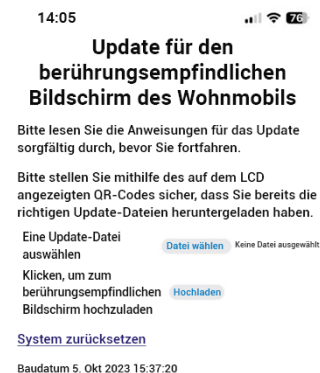 14:05
76
Update für den
berührungsempfindlichen
Bildschirm des Wohnmobils
Bitte lesen Sie die Anweisungen für das Update
sorgfältig durch, bevor Sie fortfahren.
Bitte stellen Sie mithilfe des auf dem LCD
angezeigten QR-Codes sicher, dass Sie bereits die
richtigen Update-Dateien heruntergeladen haben.
Eine Update-Datei
auswählen
Datei wählen Keine Datei ausgewählt
Klicken, um zum
berührungsempfindlichen
Bildschirm hochzuladen
Hochladen
System zurücksetzen
Baudatum 5. Okt 2023 15:37:20